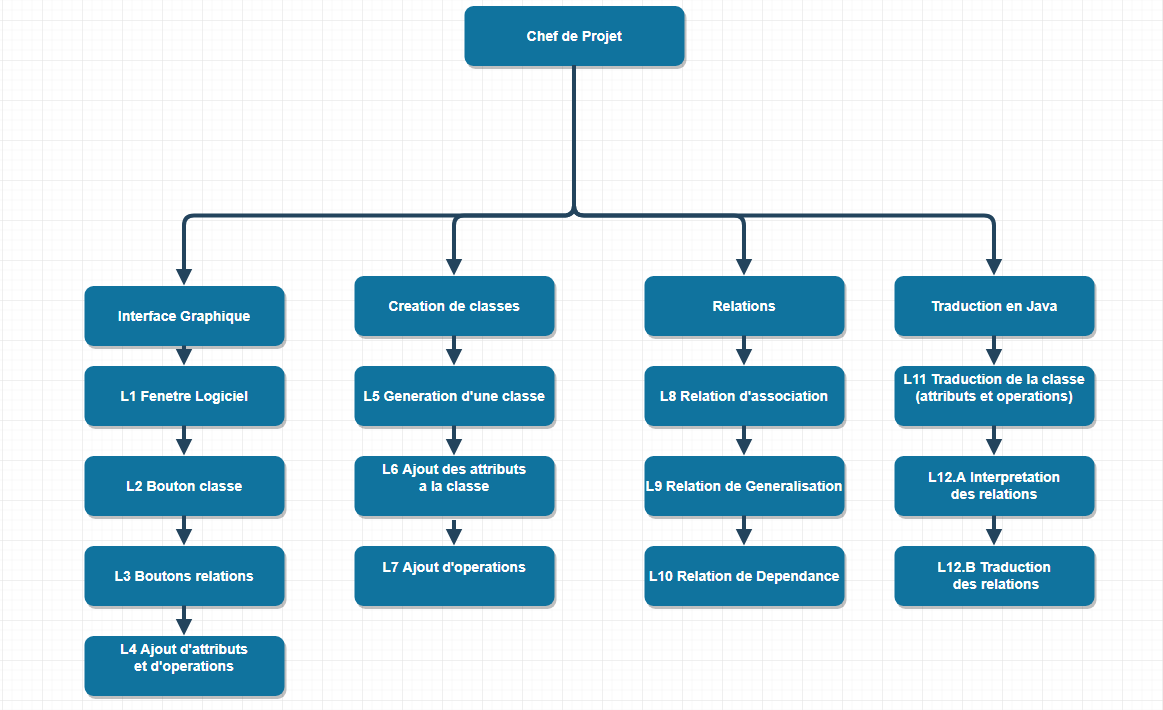 Chef de Projet
Interface Graphique
L1 Fenetre Logiciel
L2 Bouton classe
L3 Boutons relations
L4 Ajout d'attributs
et d'operations
Creation de classes
L5 Generation d'une classe
L6 Ajout des attributs
a la classe
L7 Ajout d'operations
Relations
L8 Relation d'association
L9 Relation de Generalisation
L10 Relation de Dependance
Traduction en Java
L11 Traduction de la classe
(attributs et operations)
L12.A Interpretation
des relations
L12.B Traduction
des relations